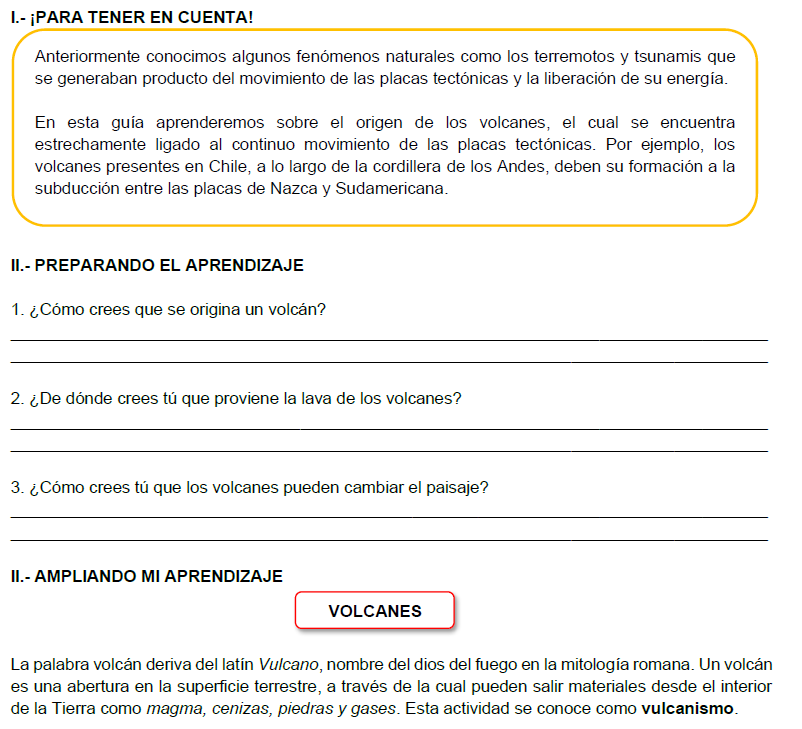 I.- ¡PARA TENER EN CUENTA!
Anteriormente conocimos algunos fenómenos naturales como los terremotos y tsunamis que
se generaban producto del movimiento de las placas tectónicas y la liberación de su energía.
En esta guía aprenderemos sobre el origen de los volcanes, el cual se encuentra
estrechamente ligado al continuo movimiento de las placas tectónicas. Por ejemplo, los
volcanes presentes en Chile, a lo largo de la cordillera de los Andes, deben su formación a la
subducción entre las placas de Nazca y Sudamericana.
II.- PREPARANDO EL APRENDIZAJE
1. ¿Cómo crees que se origina un volcán?
2. ¿De dónde crees tú que proviene la lava de los volcanes?
3. ¿Cómo crees tú que los volcanes pueden cambiar el paisaje?
II.- AMPLIANDO MI APRENDIZAJE
VOLCANES
La palabra volcán deriva del latín Vulcano, nombre del dios del fuego en la mitología romana. Un volcán
es una abertura en la superficie terrestre, a través de la cual pueden salir materiales desde el interior
de la Tierra como magma, cenizas, piedras y gases. Esta actividad se conoce como vulcanismo.